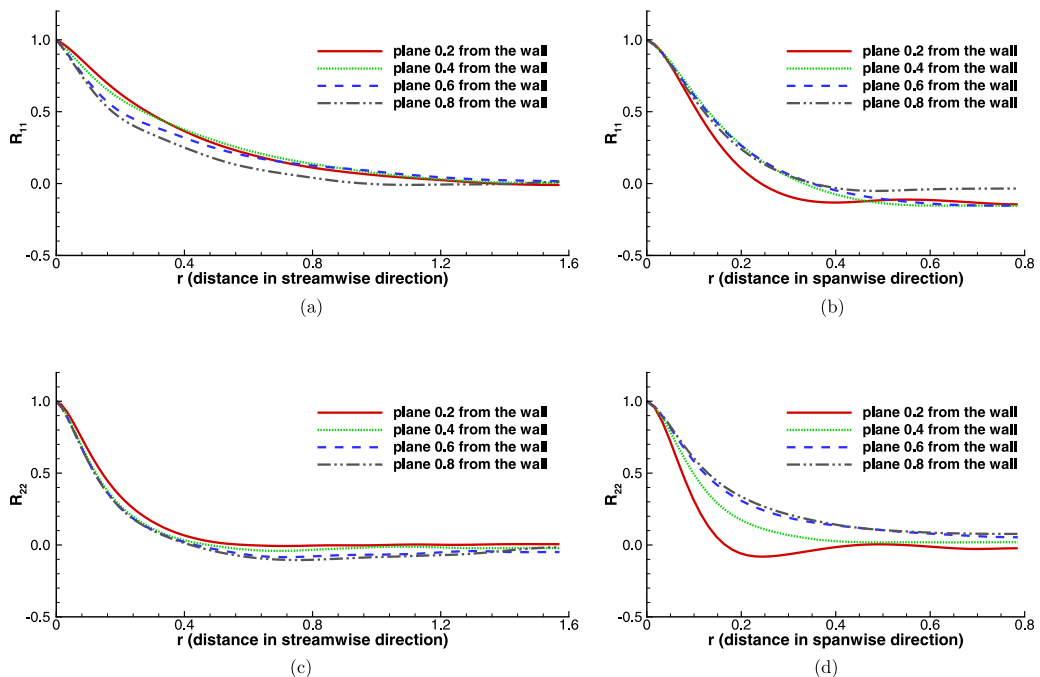 1.0
0.5
0.0
-0.5
R11
0
0.4
0.8
1.2
1.6
r (distance in streamwise direction)
plane 0.2 from the wall
plane 0.4 from the wall
plane 0.6 from the wall
plane 0.8 from the wall
(a)
1.0
0.5
0.0
-0.5
R11
0
0.2
0.4
0.6
0.8
r (distance in spanwise direction)
plane 0.2 from the wall
plane 0.4 from the wall
plane 0.6 from the wall
plane 0.8 from the wall
(b)
1.0
0.5
0.0
-0.5
R22
0
0.4
0.8
1.2
1.6
r (distance in streamwise direction)
plane 0.2 from the wall
plane 0.4 from the wall
plane 0.6 from the wall
plane 0.8 from the wall
(c)
1.0
0.5
0.0
-0.5
R22
0
0.2
0.4
0.6
0.8
r (distance in spanwise direction)
plane 0.2 from the wall
plane 0.4 from the wall
plane 0.6 from the wall
plane 0.8 from the wall
(d)